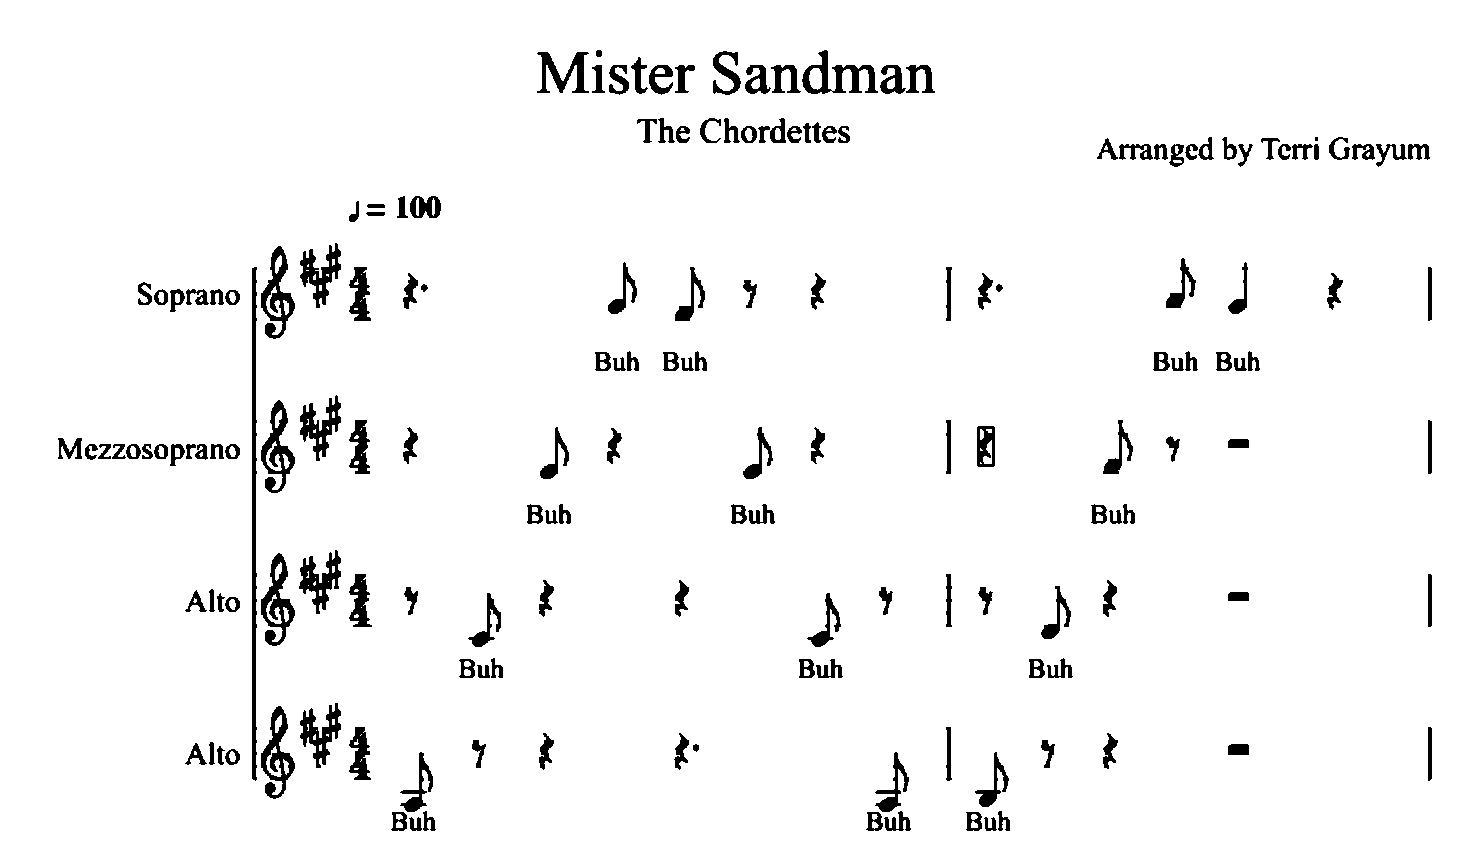 Mister Sandman
The Chordettes
Arranged by Terri Grayum
♩ = 100
Soprano
Buh Buh Buh Buh
Mezzosoprano
Buh Buh Buh
Alto
Buh Buh Buh
Alto
Buh Buh Buh